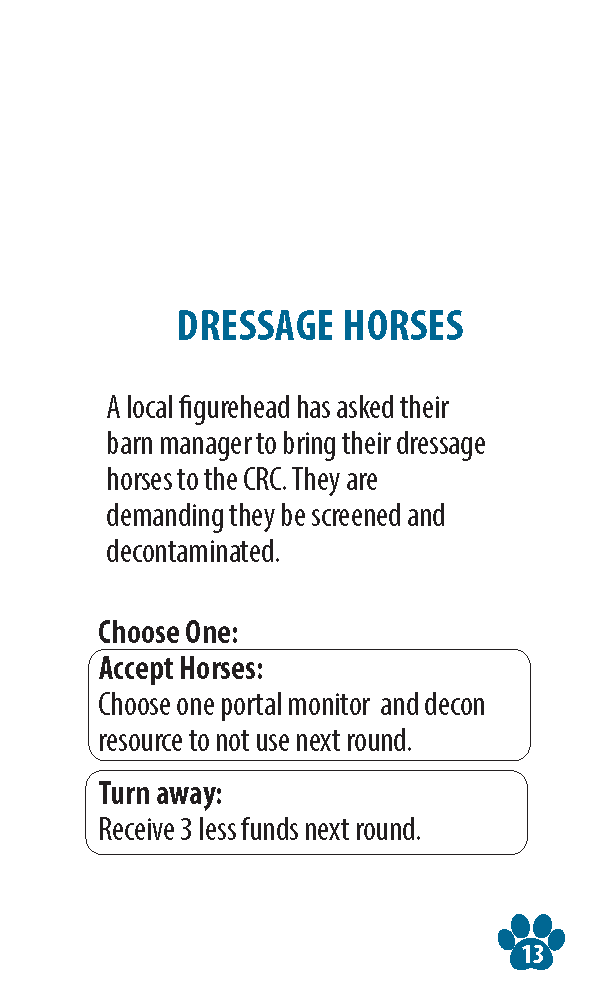 DRESSAGE HORSES
A local figurehead has asked their
barn manager to bring their dressage
horses to the CRC. They are
demanding they be screened and
decontaminated.
Choose One:
Accept Horses:
Choose one portal monitor  and decon
resource to not use next round.
Turn away:
Receive 3 less funds next round.
13